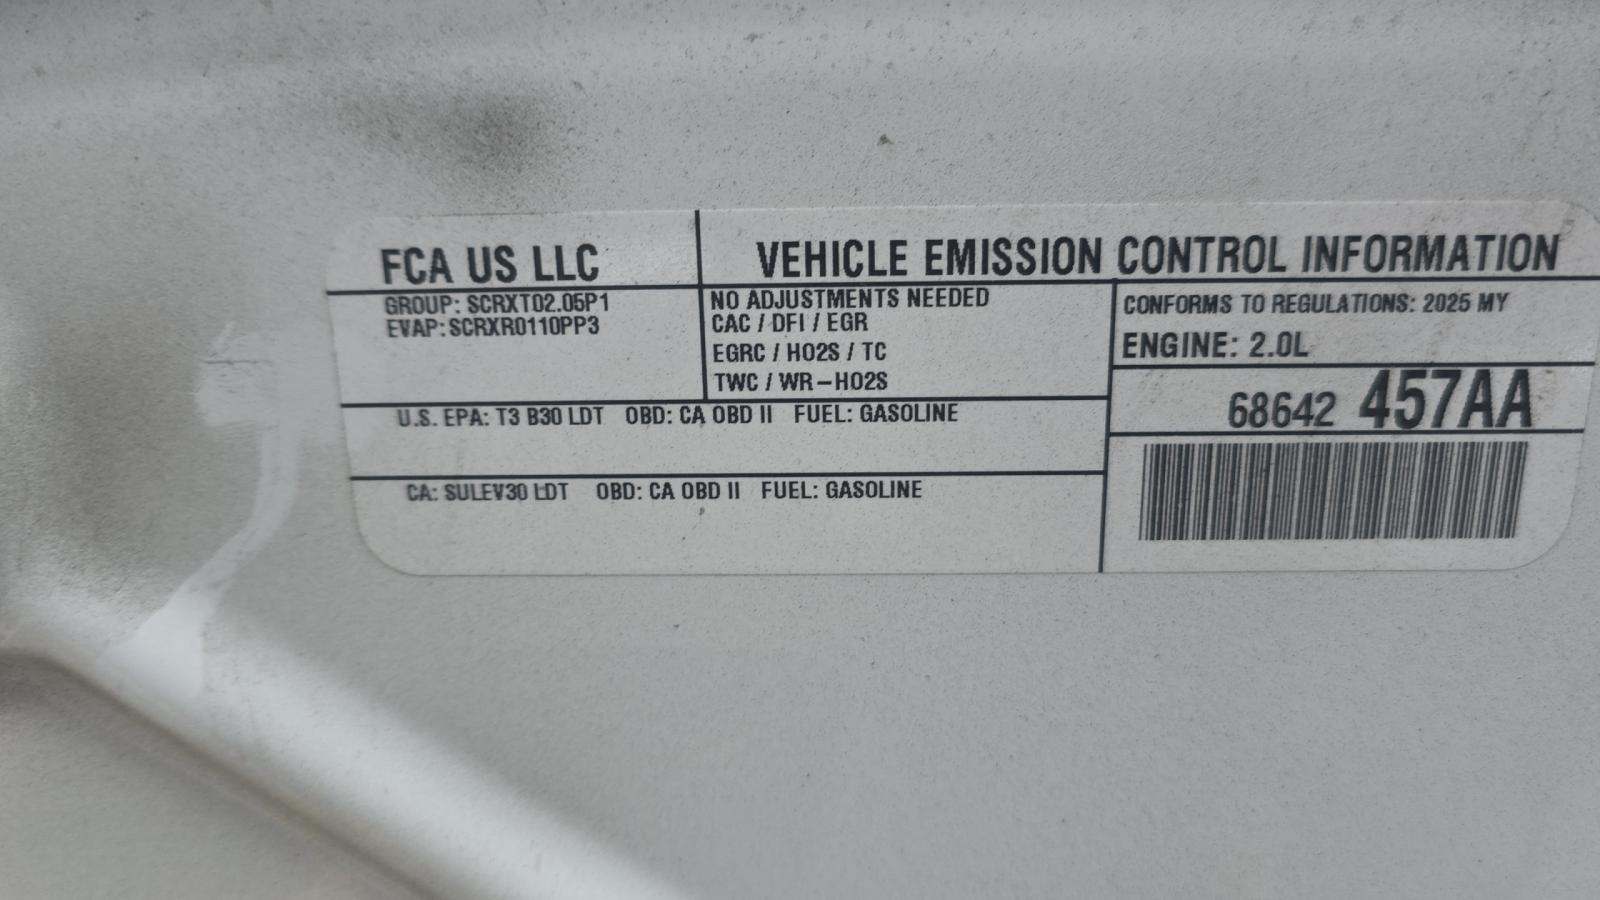 FCA US LLC
VEHICLE EMISSION CONTROL INFORMATION
GROUP: SCRXT02.05P1
EVAP: SCRXR0110PP3
NO ADJUSTMENTS NEEDED
CAC / DFI / EGR
EGRC / HO2S / TC
TWC / WR-HO2S
CONFORMS TO REGULATIONS: 2025 MY
ENGINE: 2.0L
68642 457AA
U.S. EPA: T3 B30 LDT OBD: CA OBD II FUEL: GASOLINE
CA: SULEV30 LDT OBD: CA OBD II FUEL: GASOLINE